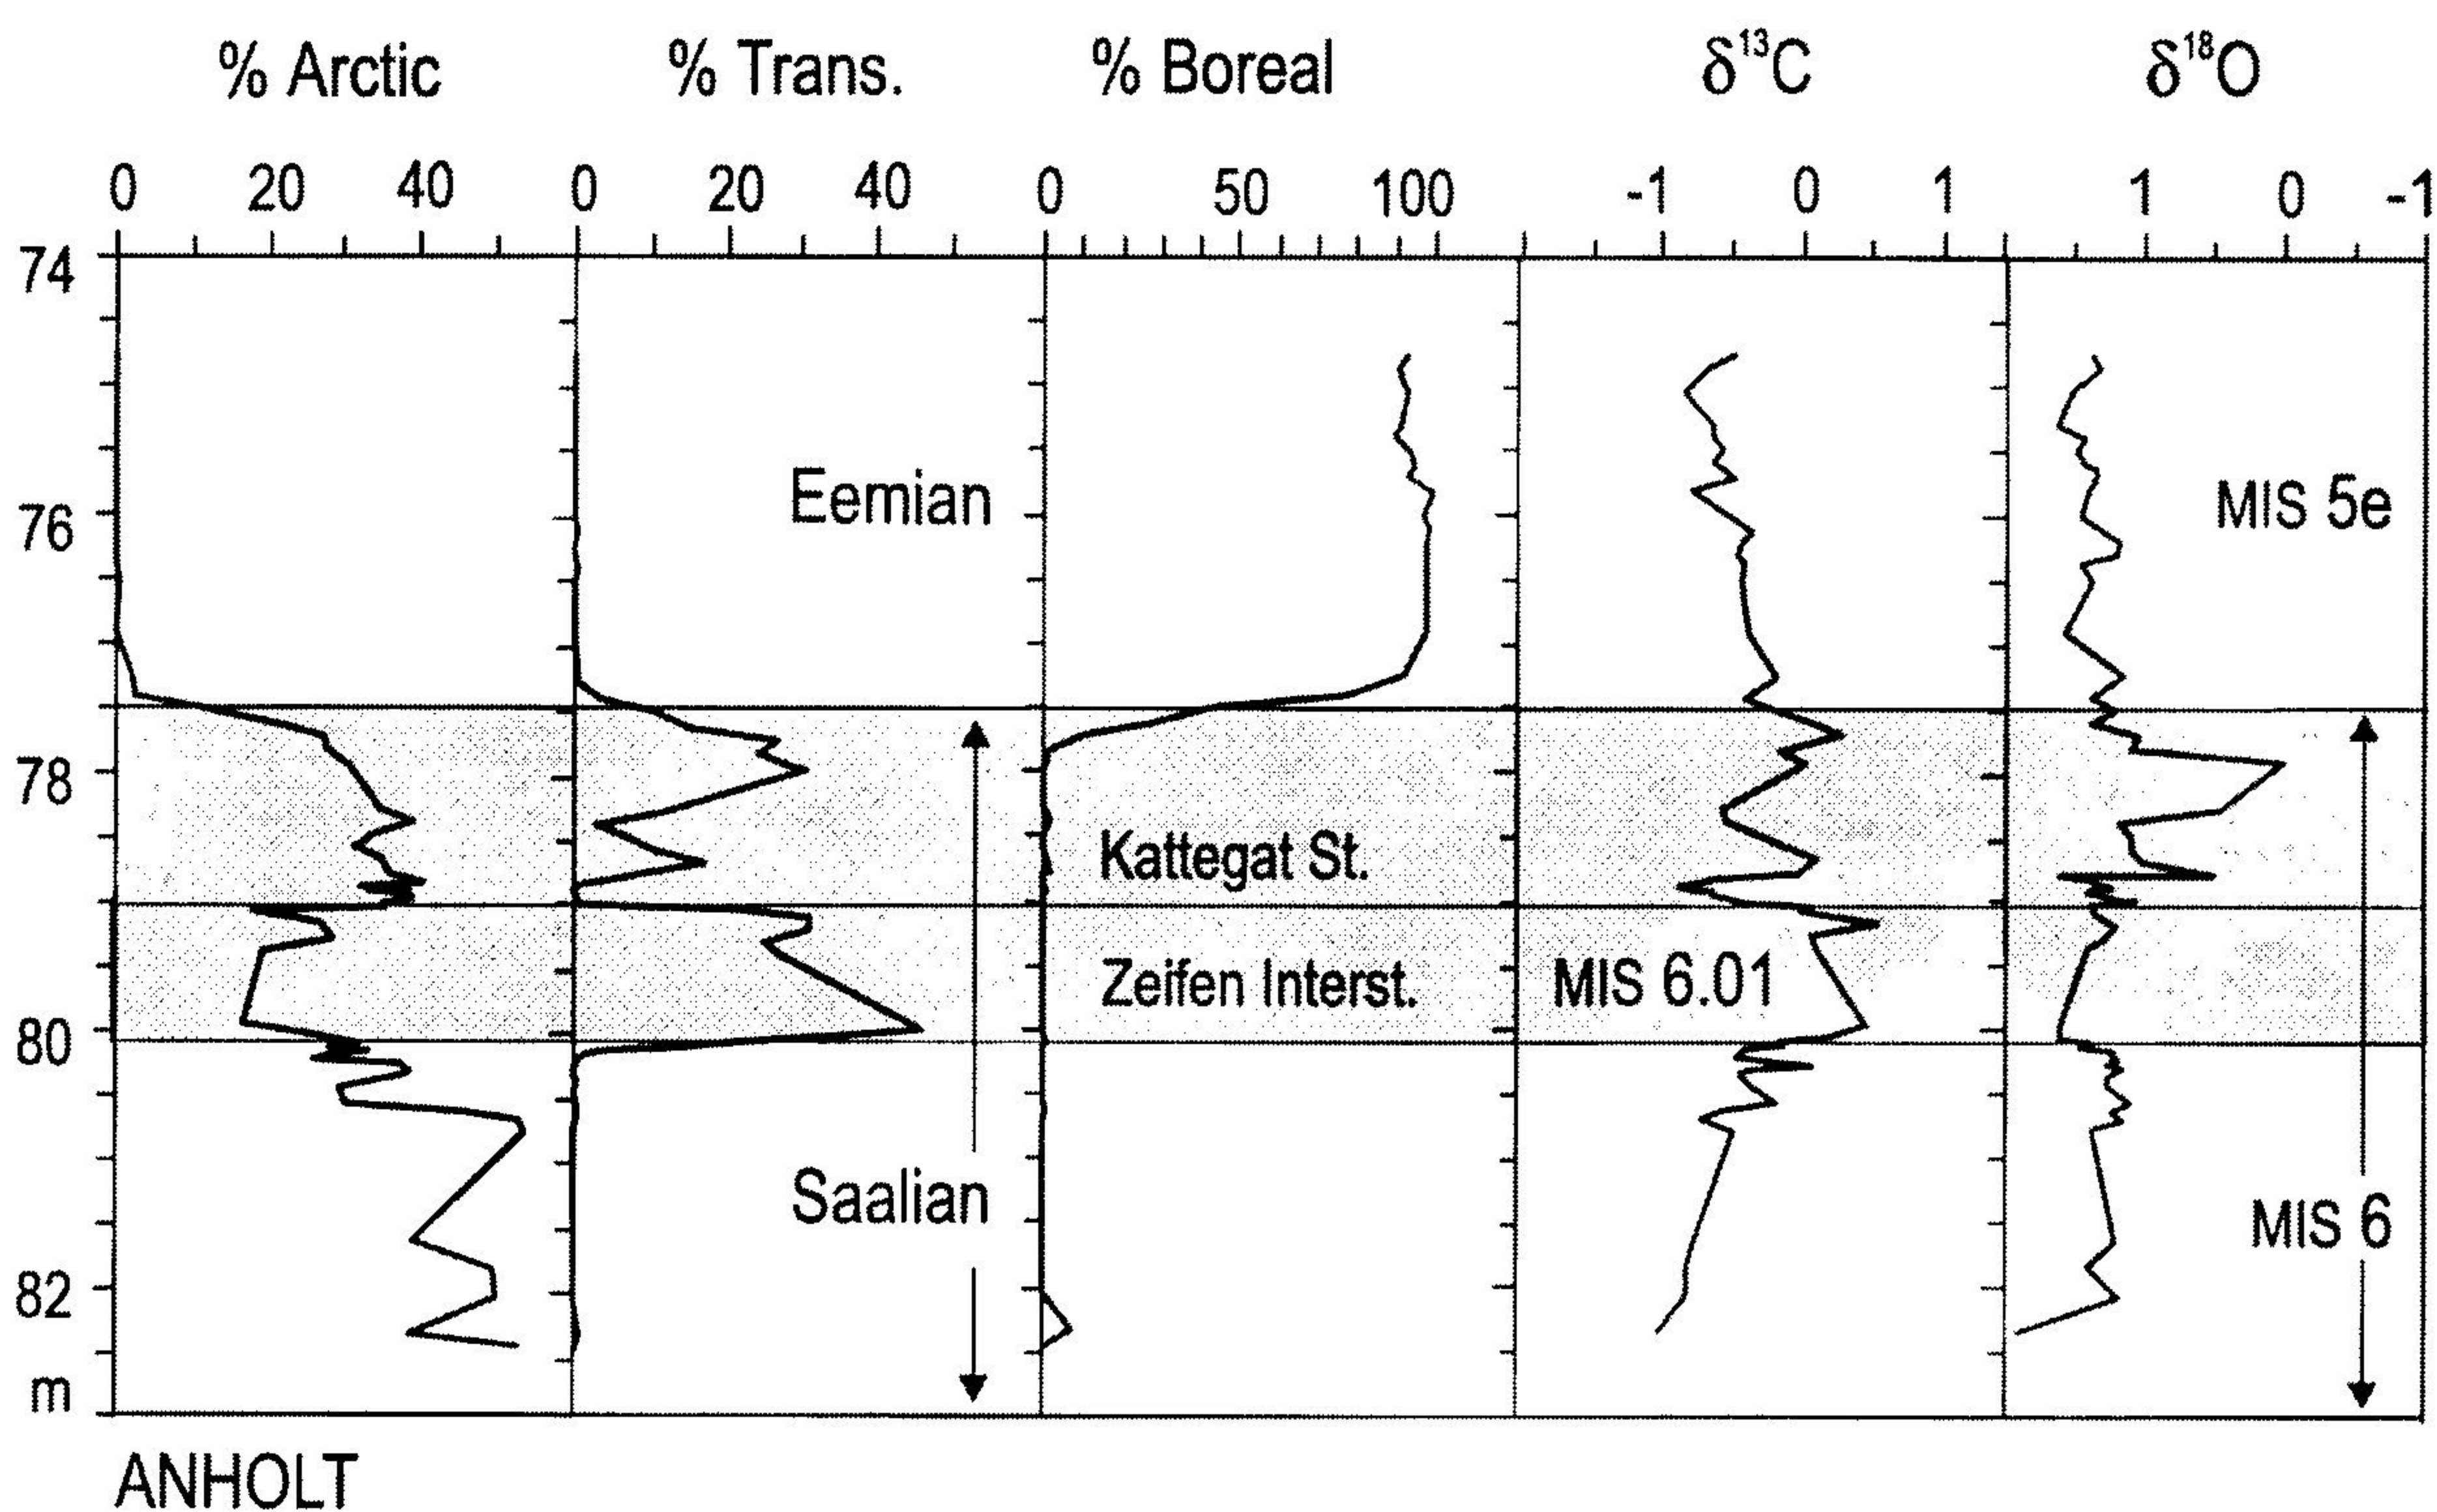 % Arctic % Trans. % Boreal δ¹³C δ¹⁸O
0 20 40 0 20 40 0 50 100 -1 0 1 1 0 -1
74
Eemian MIS 5e
76
78
Kattegat St.
Zeifen Interst. MIS 6.01
80
Saalian MIS 6
82
m
ANHOLT